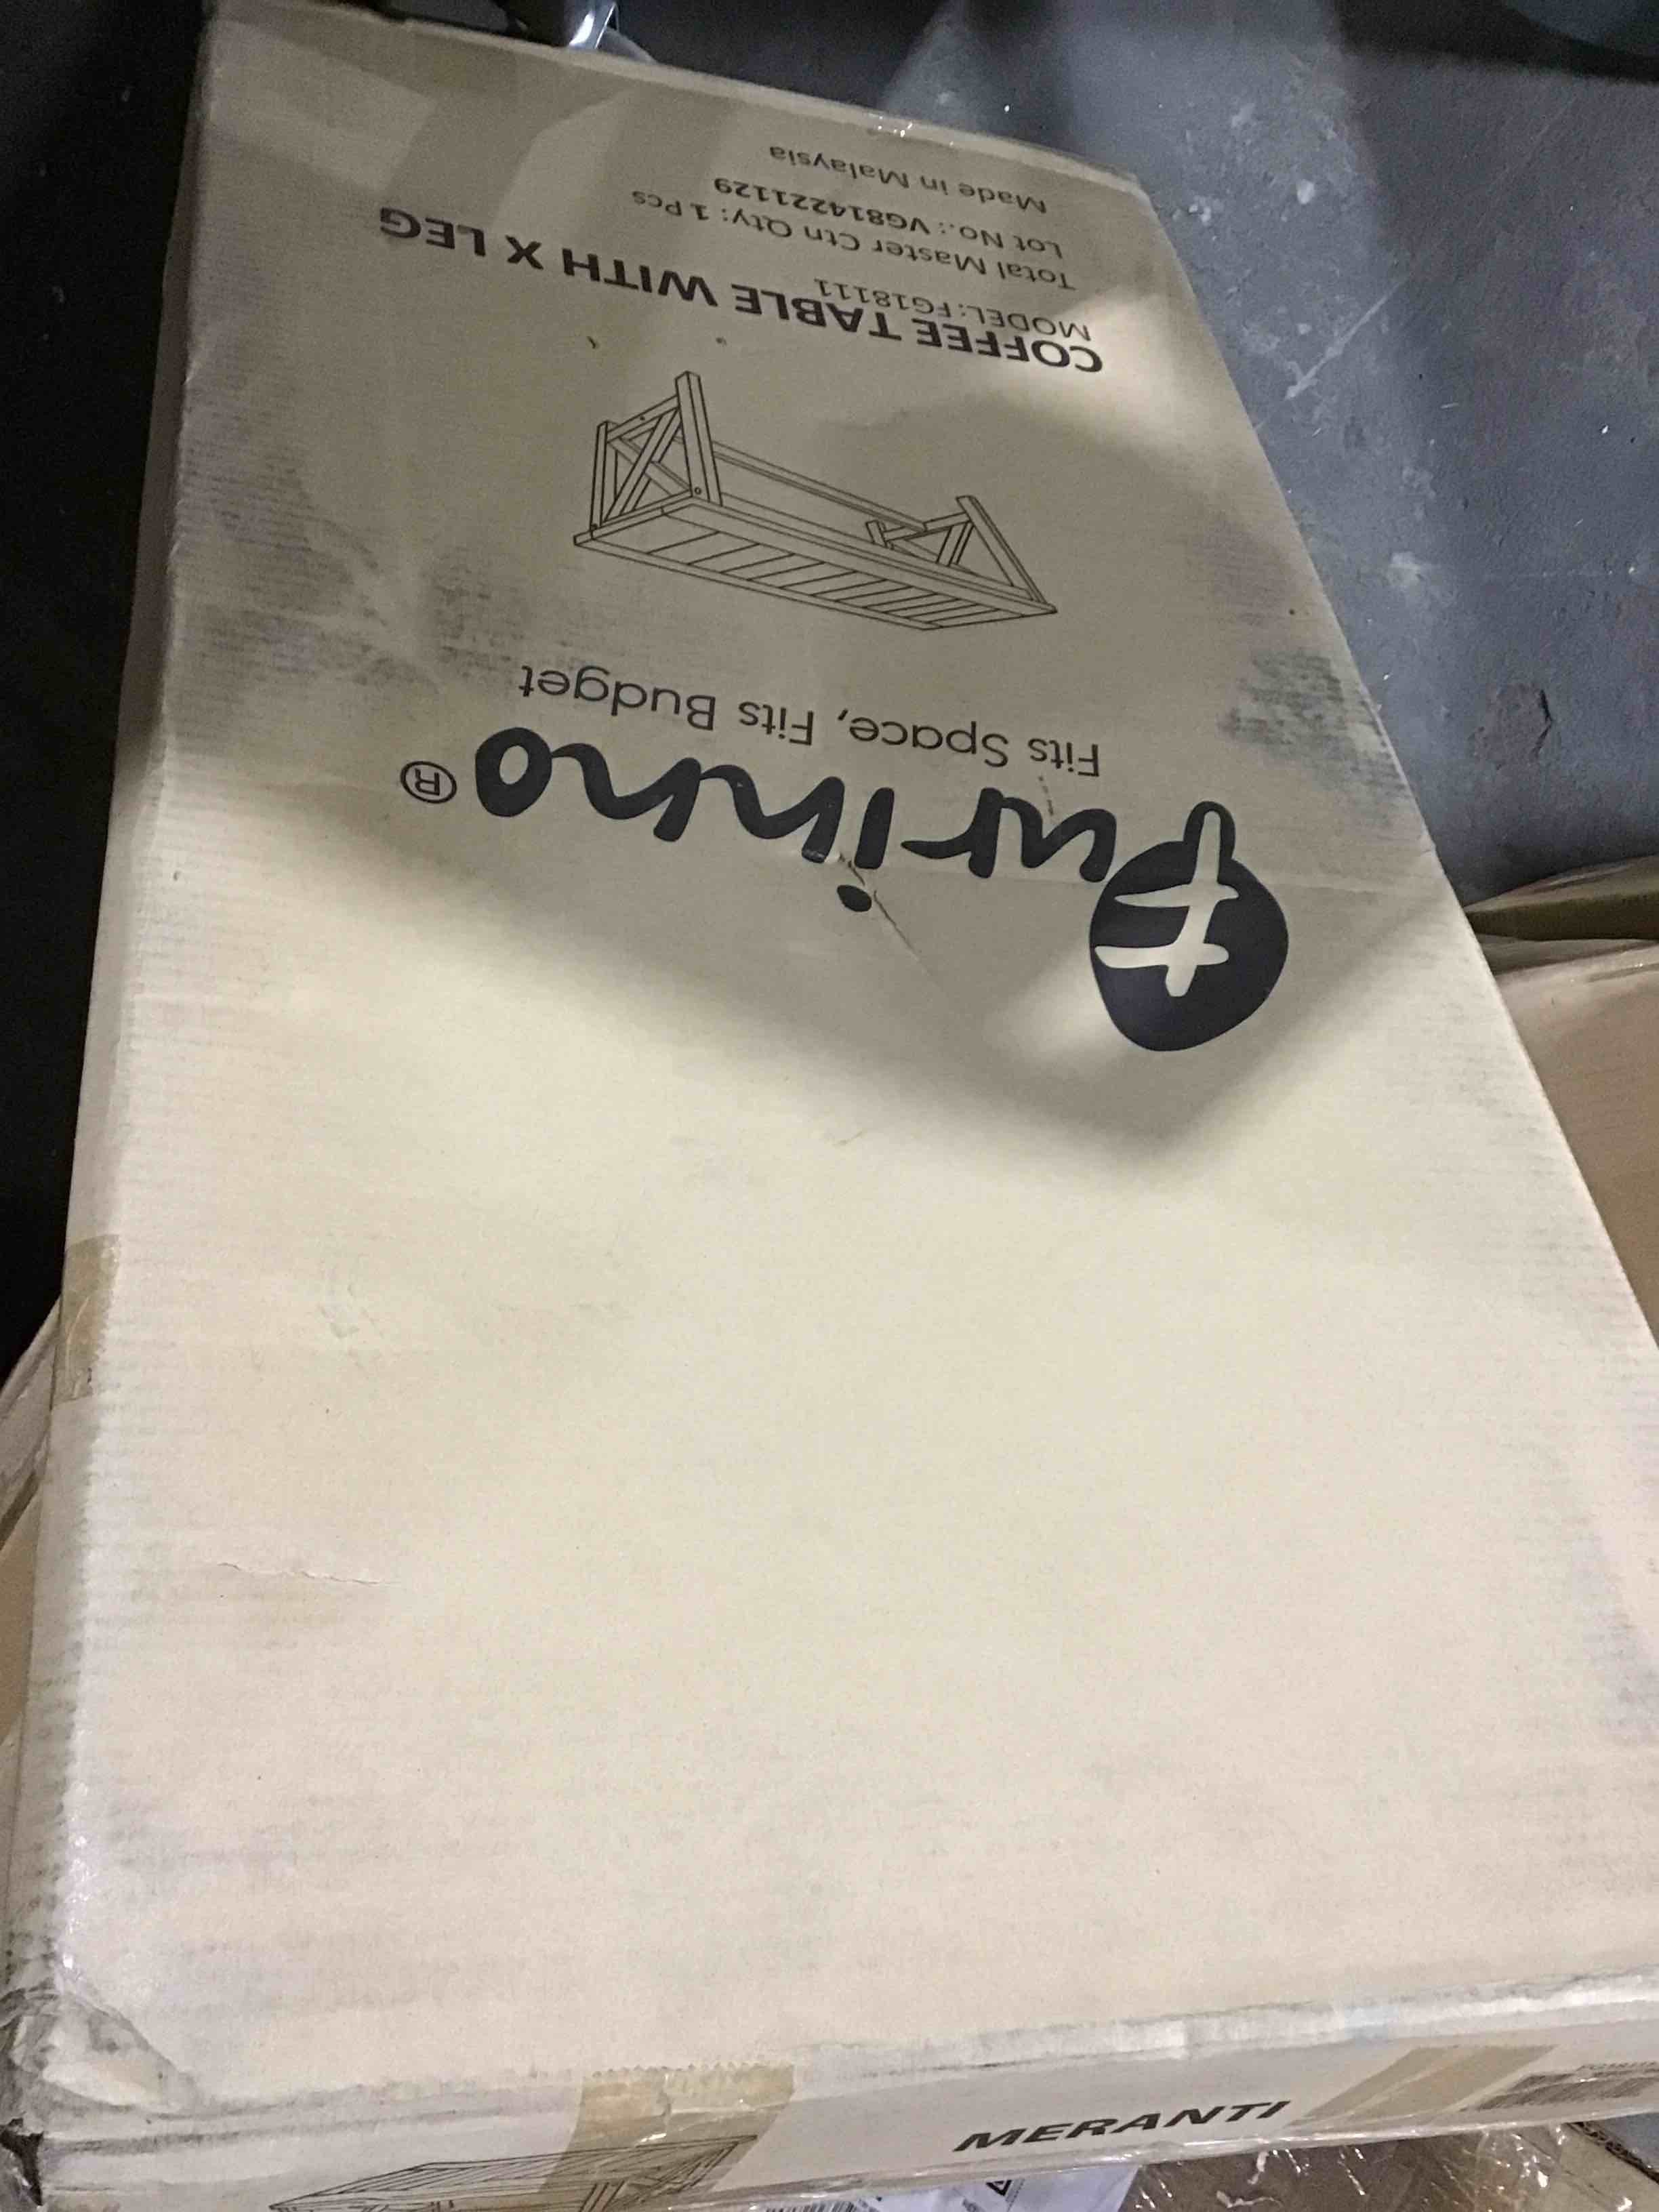 Furinno®
Fits Space, Fits Budget
COFFEE TABLE WITH X LEG
MODEL:FG18111
Total Master Ctn Qty: 1 Pcs
Lot No.: VG814221129
Made in Malaysia
MERANTI